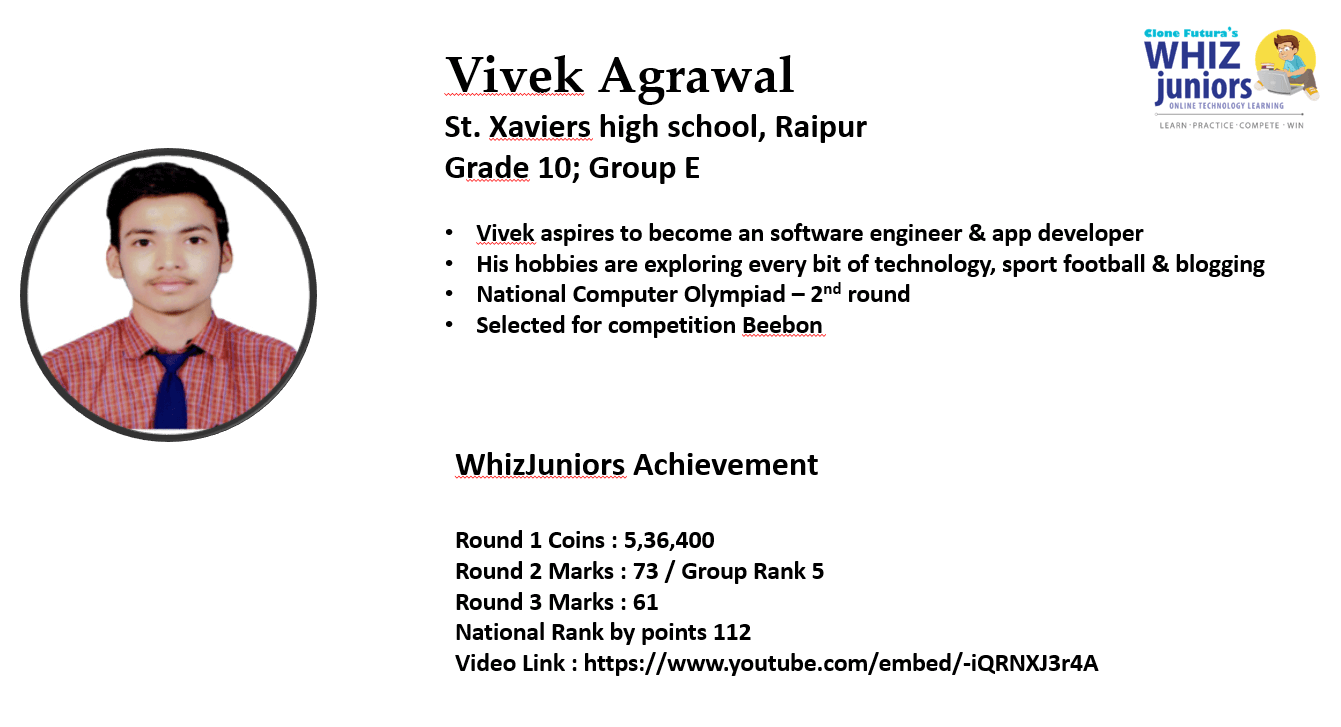 Clone Futura's
WHIZ
juniors
ONLINE TECHNOLOGY LEARNING
LEARN · PRACTICE · COMPETE · WIN
Vivek Agrawal
St. Xaviers high school, Raipur
Grade 10; Group E
• Vivek aspires to become an software engineer & app developer
• His hobbies are exploring every bit of technology, sport football & blogging
• National Computer Olympiad – 2nd round
• Selected for competition Beebon
WhizJuniors Achievement
Round 1 Coins : 5,36,400
Round 2 Marks : 73 / Group Rank 5
Round 3 Marks : 61
National Rank by points 112
Video Link : https://www.youtube.com/embed/-iQRNXJ3r4A